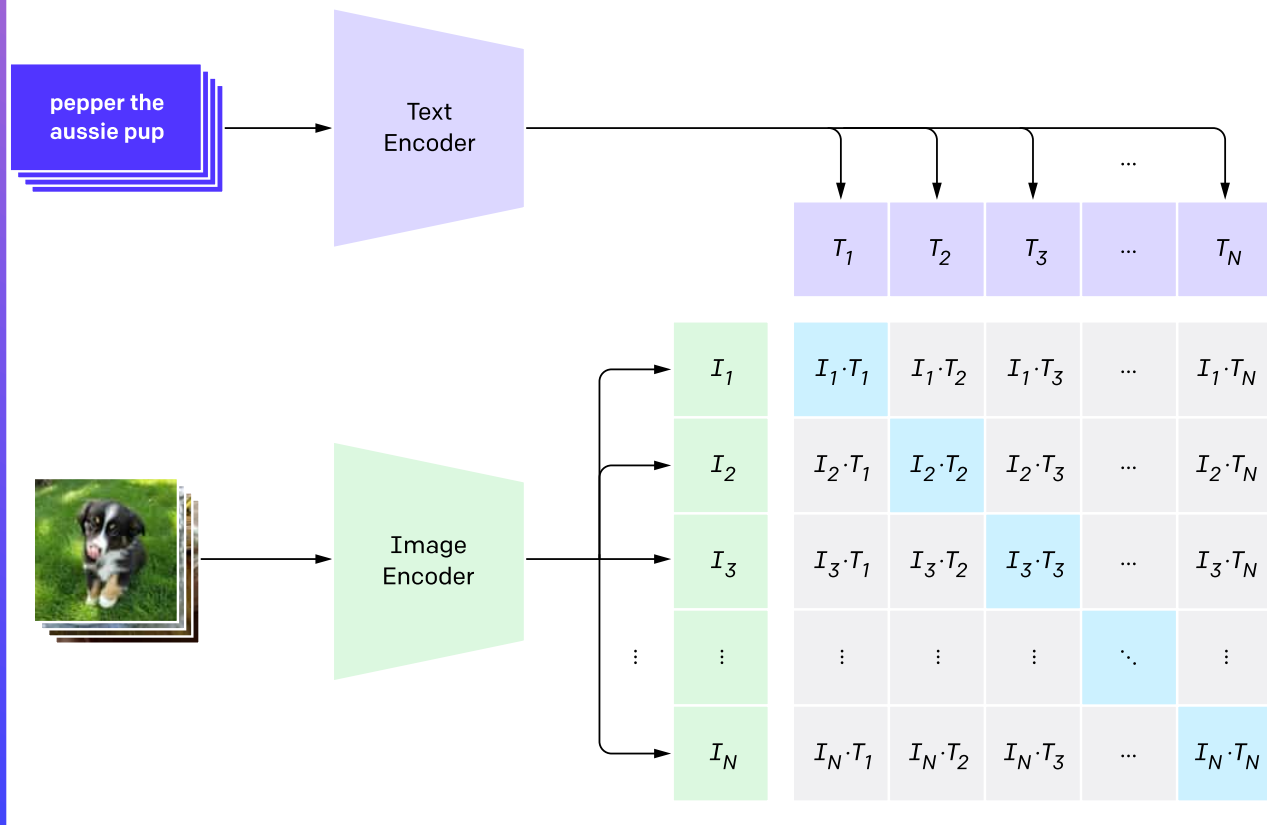 pepper the
aussie pup
Text
Encoder
...
T1 T2 T3 ... TN
I1 I1·T1 I1·T2 I1·T3 ... I1·TN
I2 I2·T1 I2·T2 I2·T3 ... I2·TN
Image
Encoder
I3 I3·T1 I3·T2 I3·T3 ... I3·TN
⋮ ⋮ ⋮ ⋮ ⋮ ⋱ ⋮
IN IN·T1 IN·T2 IN·T3 ... IN·TN